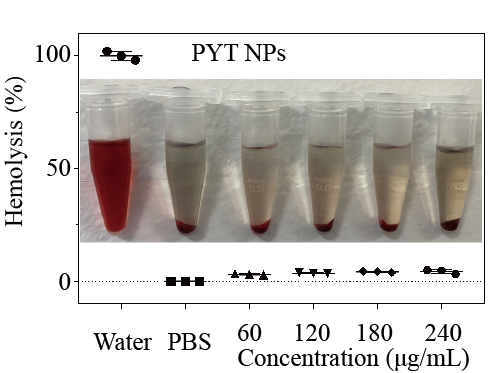 PYT NPs
Hemolysis (%)
100
50
0
Water PBS 60 120 180 240
Concentration (μg/mL)